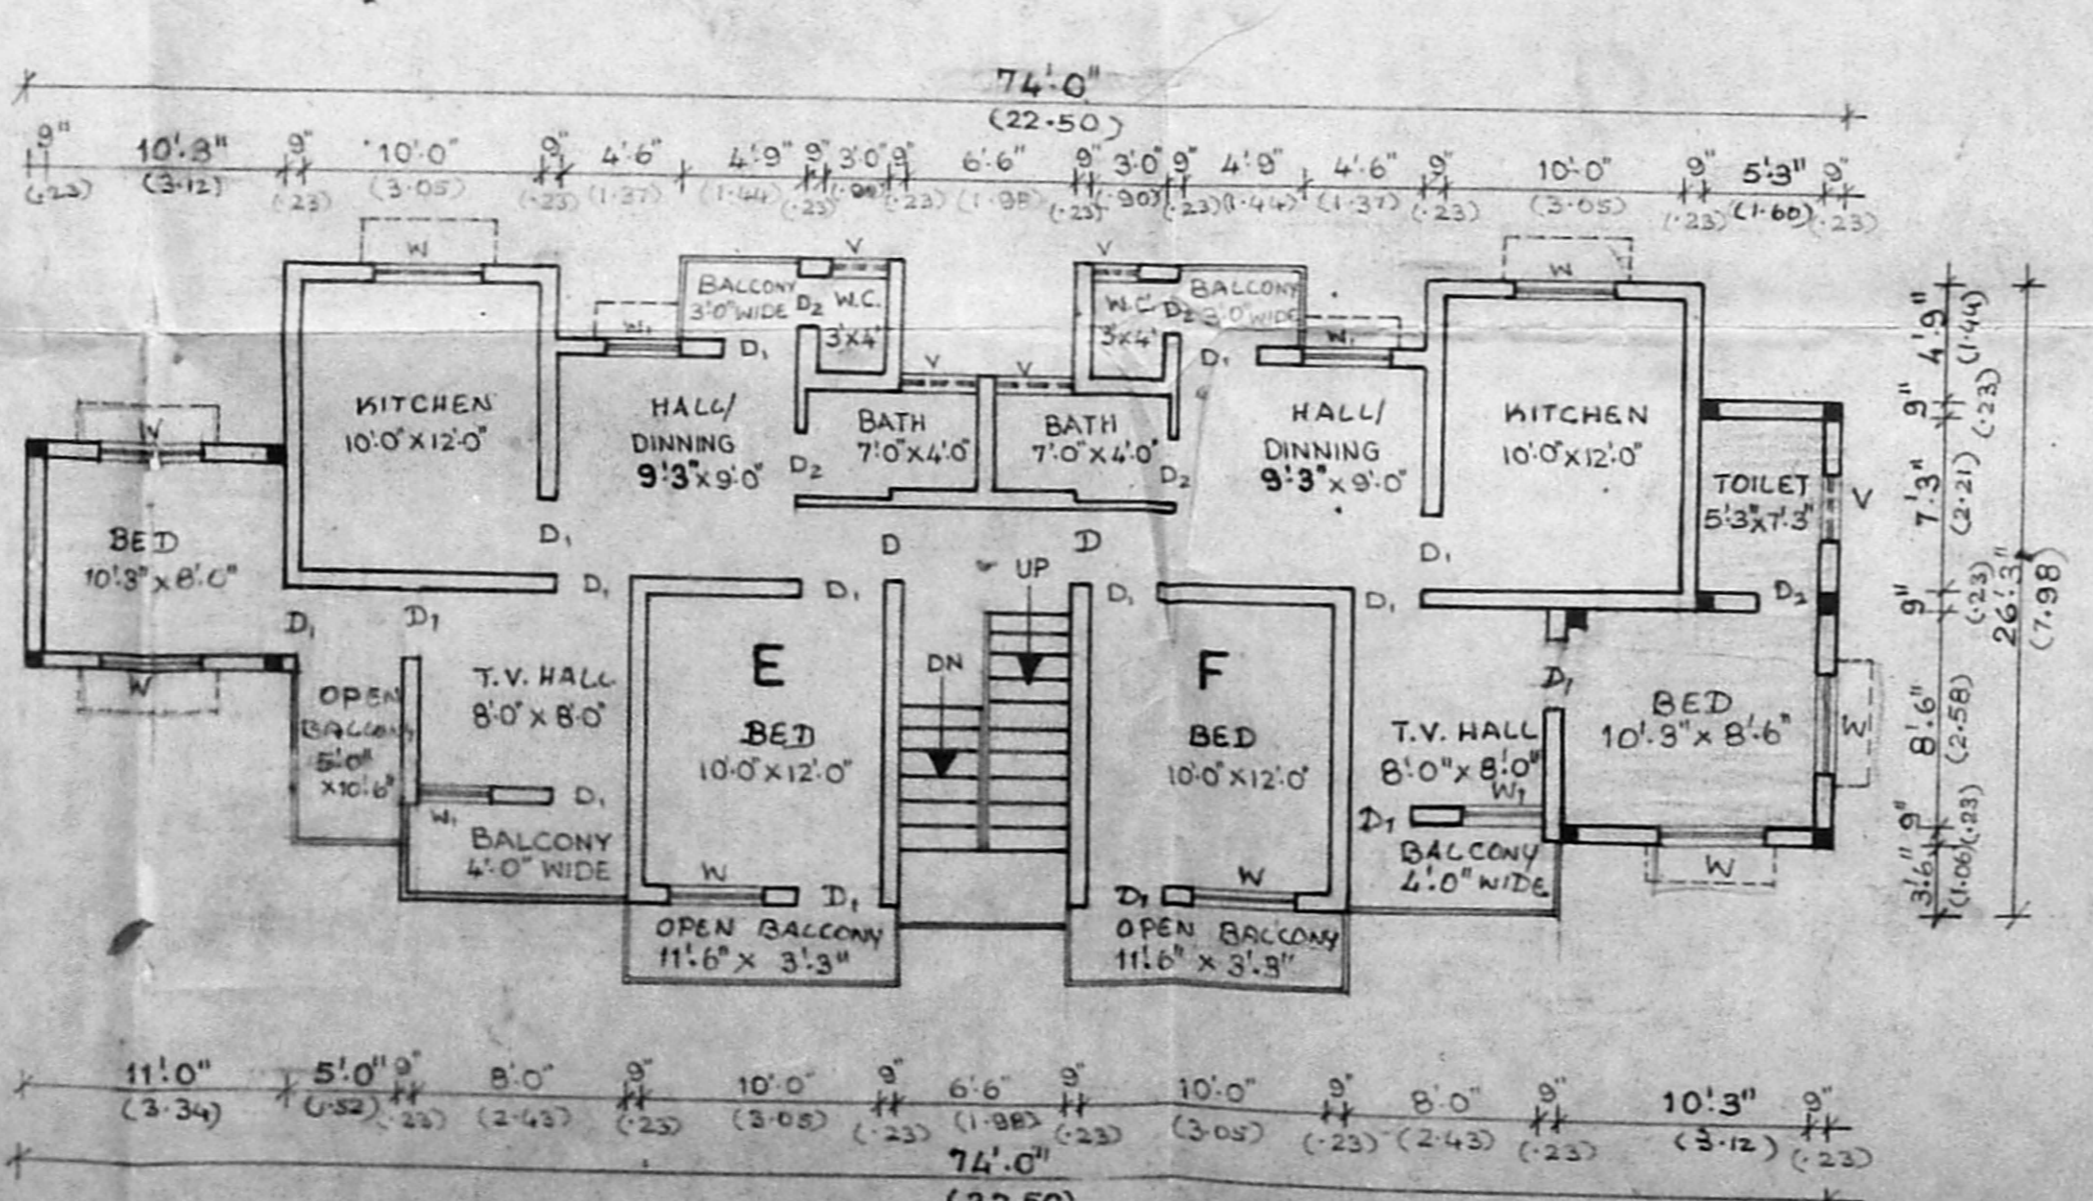 74'-0"
(22.50)
9" 10'-3" 9" 10'-0" 9" 4'-6" 4'-9" 9" 3'-0" 9" 6'-6" 9" 3'-0" 9" 4'-9" 4'-6" 9" 10'-0" 9" 5'-3" 9"
(.23) (3.12) (.23) (3.05) (.23) (1.37) (1.44) (.23) (.90) (.23) (1.98) (.23) (.90) (.23) (1.44) (1.37) (.23) (3.05) (.23) (1.60) (.23)
W
V
V
W
BALCONY
3'-0" WIDE
D2
W.C.
3'x4'
W.C.
3'x4'
D2
BALCONY
3'-0" WIDE
W1
D1
V
V
D1
W1
V
KITCHEN
10'-0"x12'-0"
HALL/
DINNING
9'-3"x9'-0"
D2
BATH
7'-0"x4'-0"
BATH
7'-0"x4'-0"
D2
HALL/
DINNING
9'-3"x9'-0"
KITCHEN
10'-0"x12'-0"
TOILET
5'-3"x7'-3"
V
BED
10'-3"x8'-0"
D1
D
D
D1
UP
D1
D1
D1
D1
D2
D1
D1
W
OPEN
BALCONY
5'-0"
x10'-6"
T.V. HALL
8'-0"x8'-0"
E
BED
10'-0"x12'-0"
DN
F
BED
10'-0"x12'-0"
T.V. HALL
8'-0"x8'-0"
D1
BED
10'-3"x8'-6"
W
W1
D1
BALCONY
4'-0" WIDE
W
D1
D1
W
D1
W1
BALCONY
4'-0" WIDE
W
OPEN BALCONY
11'-6" x 3'-3"
OPEN BALCONY
11'-6" x 3'-3"
4'-9" (1.44)
9" (.23)
7'-3" (2.21)
9" (.23)
8'-6" (2.58)
9" (.23)
3'-6" (1.06)
26'-3"
(7.98)
11'-0" 5'-0" 9" 8'-0" 9" 10'-0" 9" 6'-6" 9" 10'-0" 9" 8'-0" 9" 10'-3" 9"
(3.34) (1.52) (.23) (2.43) (.23) (3.05) (.23) (1.98) (.23) (3.05) (.23) (2.43) (.23) (3.12) (.23)
74'-0"
(22.50)